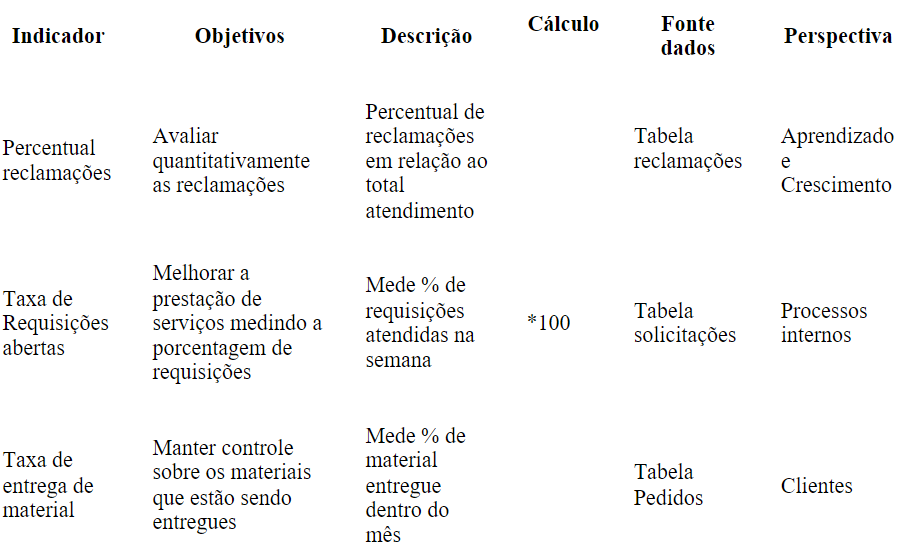 Indicador Objetivos Descrição Cálculo Fonte dados Perspectiva
Percentual reclamações
Avaliar quantitativamente as reclamações
Percentual de reclamações em relação ao total atendimento
Tabela reclamações
Aprendizado e Crescimento
Taxa de Requisições abertas
Melhorar a prestação de serviços medindo a porcentagem de requisições
Mede % de requisições atendidas na semana
*100
Tabela solicitações
Processos internos
Taxa de entrega de material
Manter controle sobre os materiais que estão sendo entregues
Mede % de material entregue dentro do mês
Tabela Pedidos
Clientes